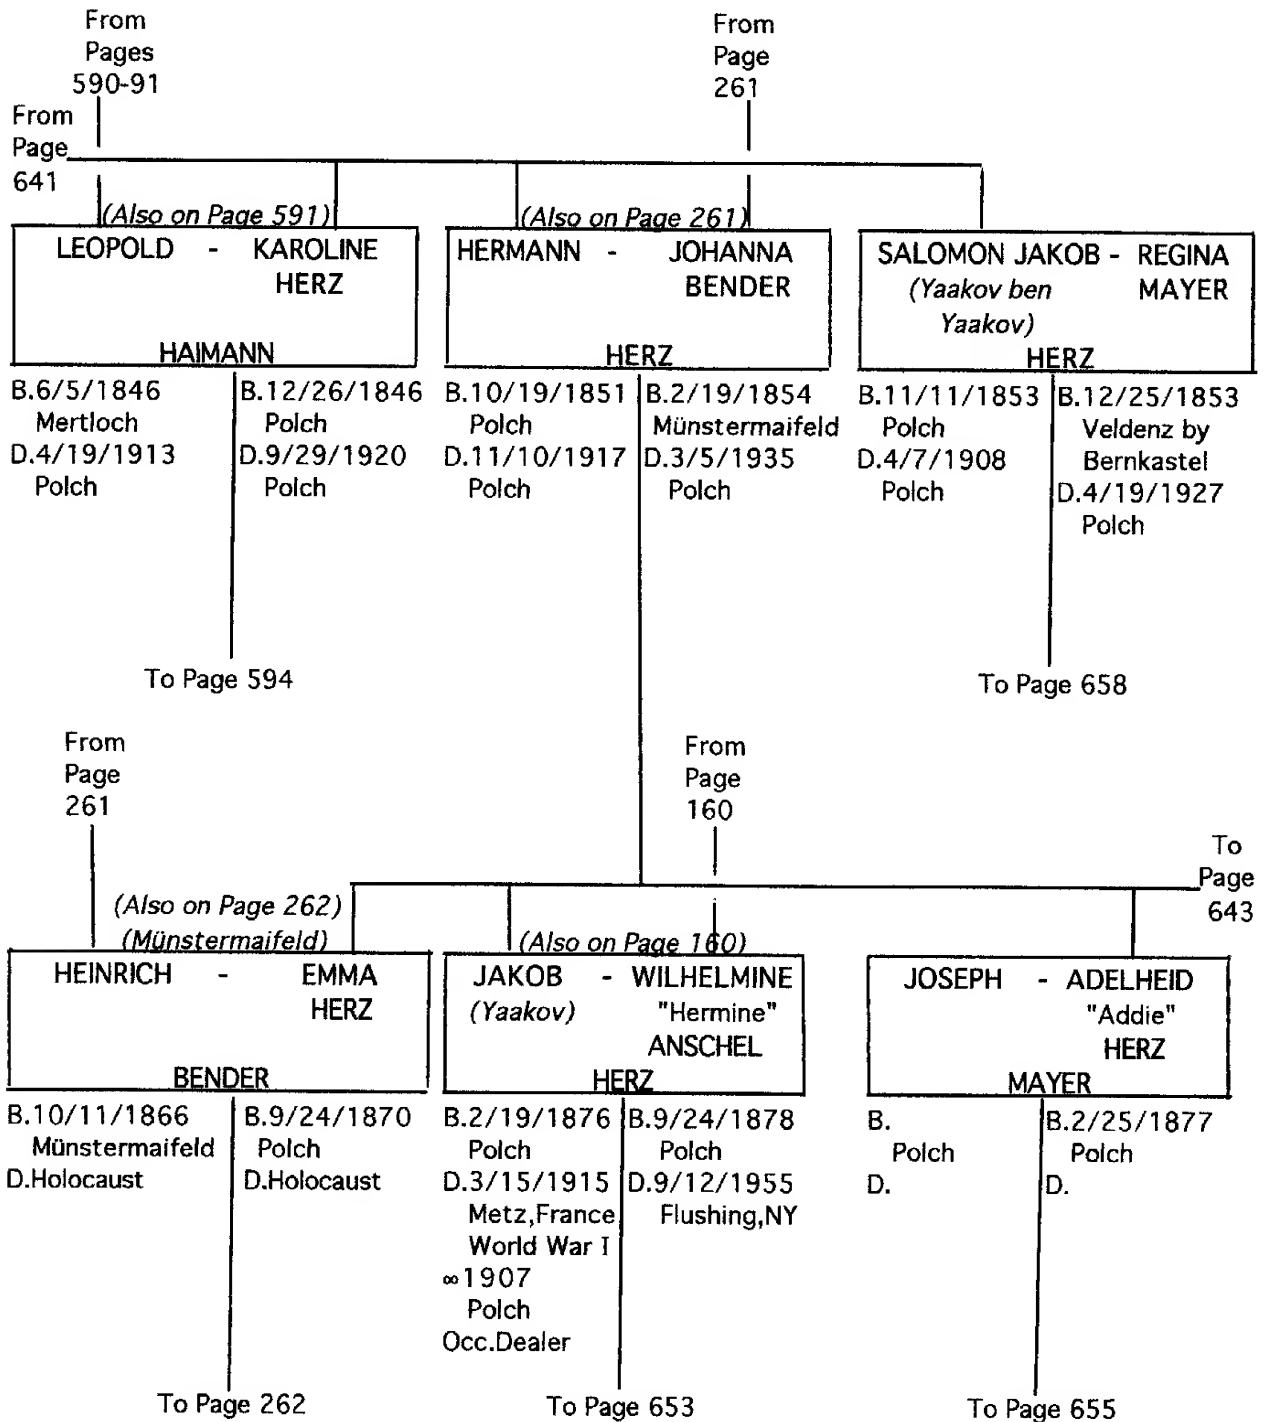 From
Pages
590-91
From
Page
261
From
Page
641
(Also on Page 591)
LEOPOLD - KAROLINE
HERZ
HAIMANN
B.6/5/1846
Mertloch
D.4/19/1913
Polch
B.12/26/1846
Polch
D.9/29/1920
Polch
To Page 594
(Also on Page 261)
HERMANN - JOHANNA
BENDER
HERZ
B.10/19/1851
Polch
D.11/10/1917
Polch
B.2/19/1854
Münstermaifeld
D.3/5/1935
Polch
SALOMON JAKOB - REGINA
(Yaakov ben MAYER
Yaakov)
HERZ
B.11/11/1853
Polch
D.4/7/1908
Polch
B.12/25/1853
Veldenz by
Bernkastel
D.4/19/1927
Polch
To Page 658
From
Page
261
From
Page
160
To
Page
643
(Also on Page 262)
(Münstermaifeld)
HEINRICH - EMMA
HERZ
BENDER
B.10/11/1866
Münstermaifeld
D.Holocaust
B.9/24/1870
Polch
D.Holocaust
To Page 262
(Also on Page 160)
JAKOB - WILHELMINE
(Yaakov) "Hermine"
ANSCHEL
HERZ
B.2/19/1876
Polch
D.3/15/1915
Metz,France
World War I
∞1907
Polch
Occ.Dealer
B.9/24/1878
Polch
D.9/12/1955
Flushing,NY
To Page 653
JOSEPH - ADELHEID
"Addie"
HERZ
MAYER
B.
Polch
D.
B.2/25/1877
Polch
D.
To Page 655